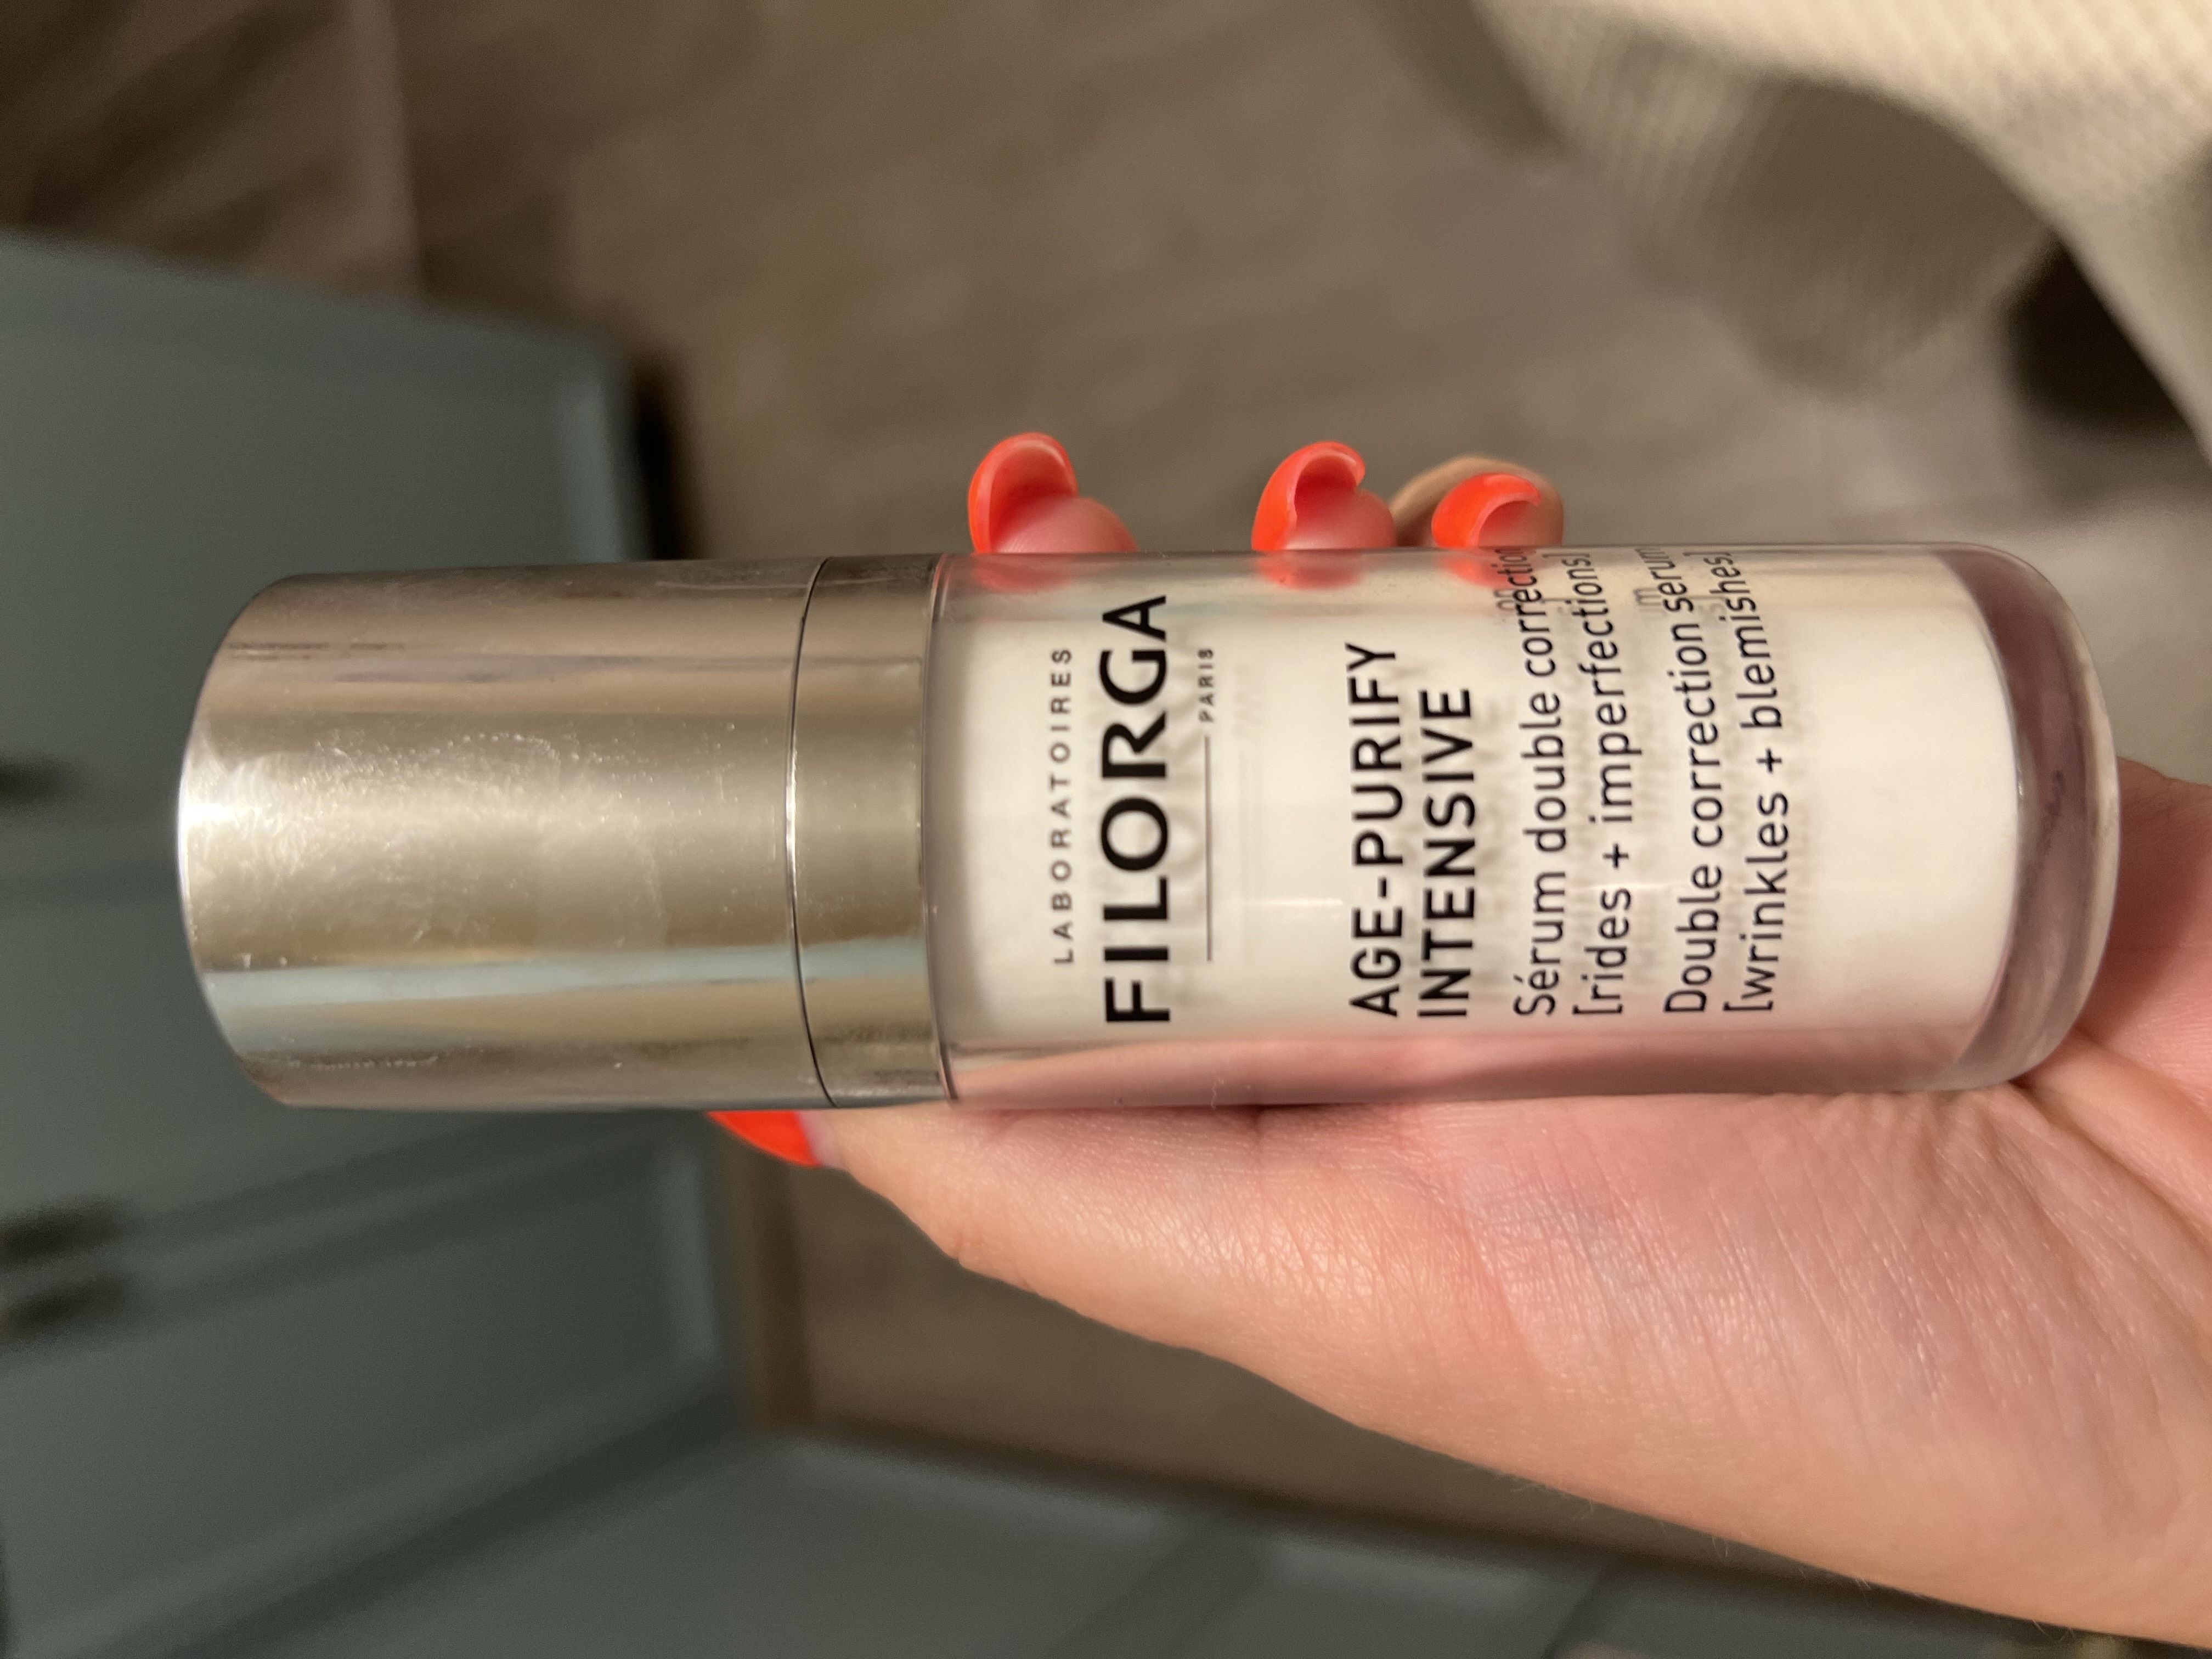 LABORATOIRES
FILORGA
PARIS
AGE-PURIFY
INTENSIVE
Sérum double correction
[rides + imperfections]
Double correction serum
[wrinkles + blemishes]